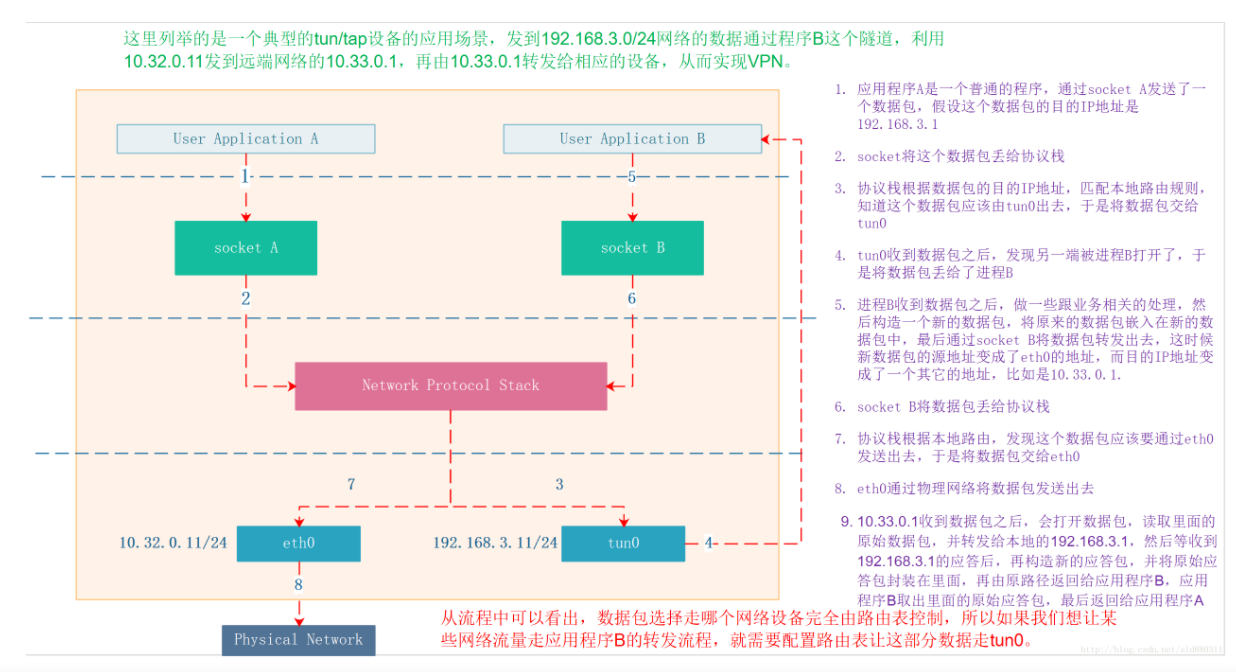 这里列举的是一个典型的tun/tap设备的应用场景，发到192.168.3.0/24网络的数据通过程序B这个隧道，利用
10.32.0.11发到远端网络的10.33.0.1，再由10.33.0.1转发给相应的设备，从而实现VPN。
User Application A
User Application B
1
5
socket A
socket B
2
6
Network Protocol Stack
7
3
10.32.0.11/24
eth0
192.168.3.11/24
tun0
4
8
Physical Network
1. 应用程序A是一个普通的程序，通过socket A发送了一
个数据包，假设这个数据包的目的IP地址是
192.168.3.1
2. socket将这个数据包丢给协议栈
3. 协议栈根据数据包的目的IP地址，匹配本地路由规则，
知道这个数据包应该由tun0出去，于是将数据包交给
tun0
4. tun0收到数据包之后，发现另一端被进程B打开了，于
是将数据包丢给了进程B
5. 进程B收到数据包之后，做一些跟业务相关的处理，然
后构造一个新的数据包，将原来的数据包嵌入在新的数
据包中，最后通过socket B将数据包转发出去，这时候
新数据包的源地址变成了eth0的地址，而目的IP地址变
成了一个其它的地址，比如是10.33.0.1.
6. socket B将数据包丢给协议栈
7. 协议栈根据本地路由，发现这个数据包应该要通过eth0
发送出去，于是将数据包交给eth0
8. eth0通过物理网络将数据包发送出去
9. 10.33.0.1收到数据包之后，会打开数据包，读取里面的
原始数据包，并转发给本地的192.168.3.1，然后等收到
192.168.3.1的应答后，再构造新的应答包，并将原始应
答包封装在里面，再由原路径返回给应用程序B，应用
程序B取出里面的原始应答包，最后返回给应用程序A
从流程中可以看出，数据包选择走哪个网络设备完全由路由表控制，所以如果我们想让某
些网络流量走应用程序B的转发流程，就需要配置路由表让这部分数据走tun0。